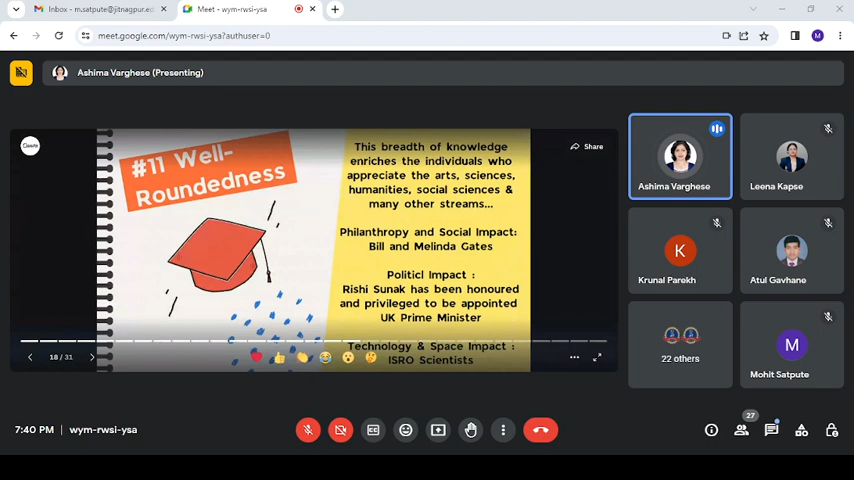 Inbox - m.satpute@jitnagpur.ed
Meet - wym-rwsi-ysa
meet.google.com/wym-rwsi-ysa?authuser=0
M
Ashima Varghese (Presenting)
Canva
#11 Well-
Roundedness
Share
This breadth of knowledge
enriches the individuals who
appreciate the arts, sciences,
humanities, social sciences &
many other streams...
Philanthropy and Social Impact:
Bill and Melinda Gates
Politicl Impact :
Rishi Sunak has been honoured
and privileged to be appointed
UK Prime Minister
Technology & Space Impact :
ISRO Scientists
18 / 31
Ashima Varghese
Leena Kapse
K
Krunal Parekh
Atul Gavhane
22 others
M
Mohit Satpute
7:40 PM | wym-rwsi-ysa
CC
27